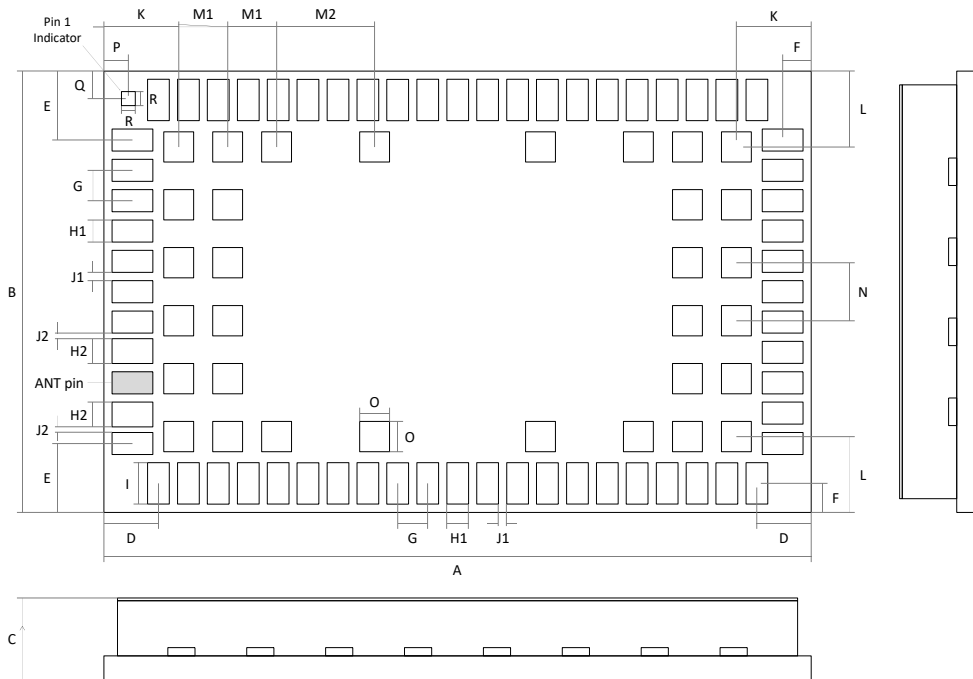 K M1 M1 M2 K
Pin 1
Indicator
P F
Q
E R L
R
G
H1
J1
B N
J2
H2
ANT pin
O
H2 O
J2
E I L
F
D G H1 J1 D
A
C